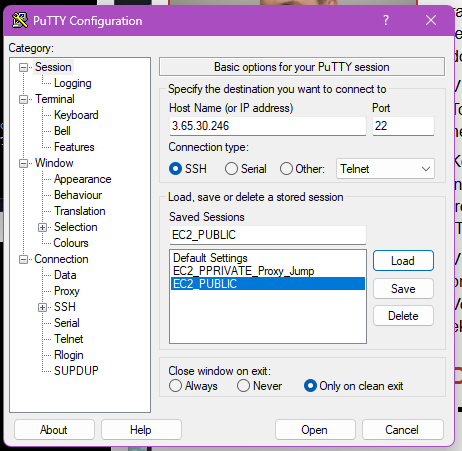 PuTTY Configuration
Category:
Session
Logging
Terminal
Keyboard
Bell
Features
Window
Appearance
Behaviour
Translation
Selection
Colours
Connection
Data
Proxy
SSH
Serial
Telnet
Rlogin
SUPDUP
Basic options for your PuTTY session
Specify the destination you want to connect to
Host Name (or IP address) Port
3.65.30.246 22
Connection type:
SSH Serial Other: Telnet
Load, save or delete a stored session
Saved Sessions
EC2_PUBLIC
Default Settings
EC2_PPRIVATE_Proxy_Jump
EC2_PUBLIC
Load
Save
Delete
Close window on exit:
Always Never Only on clean exit
About Help Open Cancel